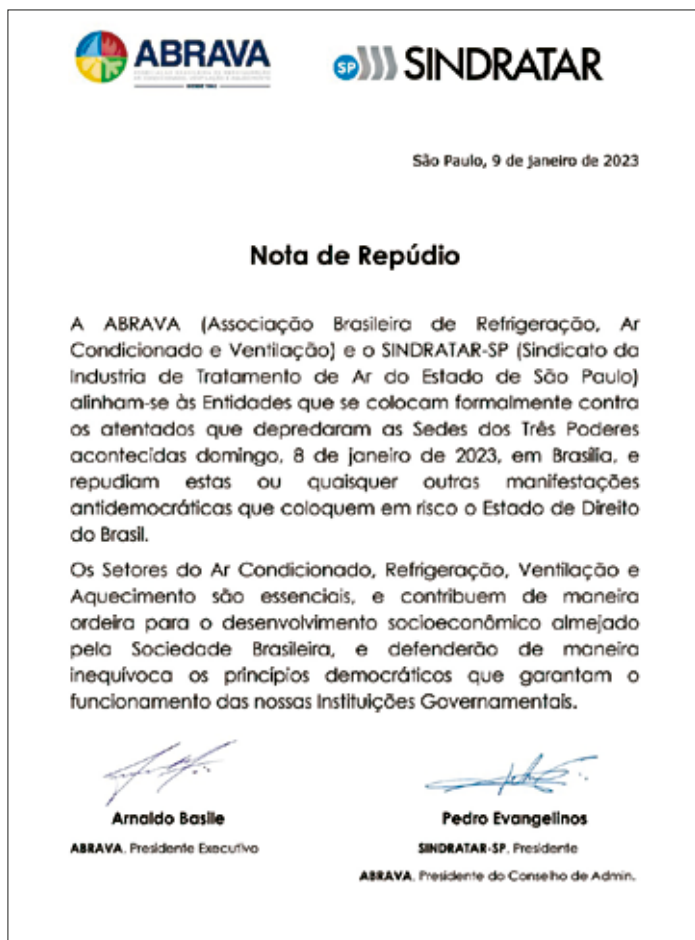 ABRAVA
SP SINDRATAR
São Paulo, 9 de janeiro de 2023
Nota de Repúdio
A ABRAVA (Associação Brasileira de Refrigeração, Ar
Condicionado e Ventilação) e o SINDRATAR-SP (Sindicato da
Industria de Tratamento de Ar do Estado de São Paulo)
alinham-se às Entidades que se colocam formalmente contra
os atentados que depredaram as Sedes dos Três Poderes
acontecidas domingo, 8 de janeiro de 2023, em Brasília, e
repudiam estas ou quaisquer outras manifestações
antidemocráticas que coloquem em risco o Estado de Direito
do Brasil.
Os Setores do Ar Condicionado, Refrigeração, Ventilação e
Aquecimento são essenciais, e contribuem de maneira
ordeira para o desenvolvimento socioeconômico almejado
pela Sociedade Brasileira, e defenderão de maneira
inequívoca os princípios democráticos que garantam o
funcionamento das nossas Instituições Governamentais.
Arnaldo Basile
ABRAVA. Presidente Executivo
Pedro Evangelinos
SINDRATAR-SP. Presidente
ABRAVA. Presidente do Conselho de Admin.